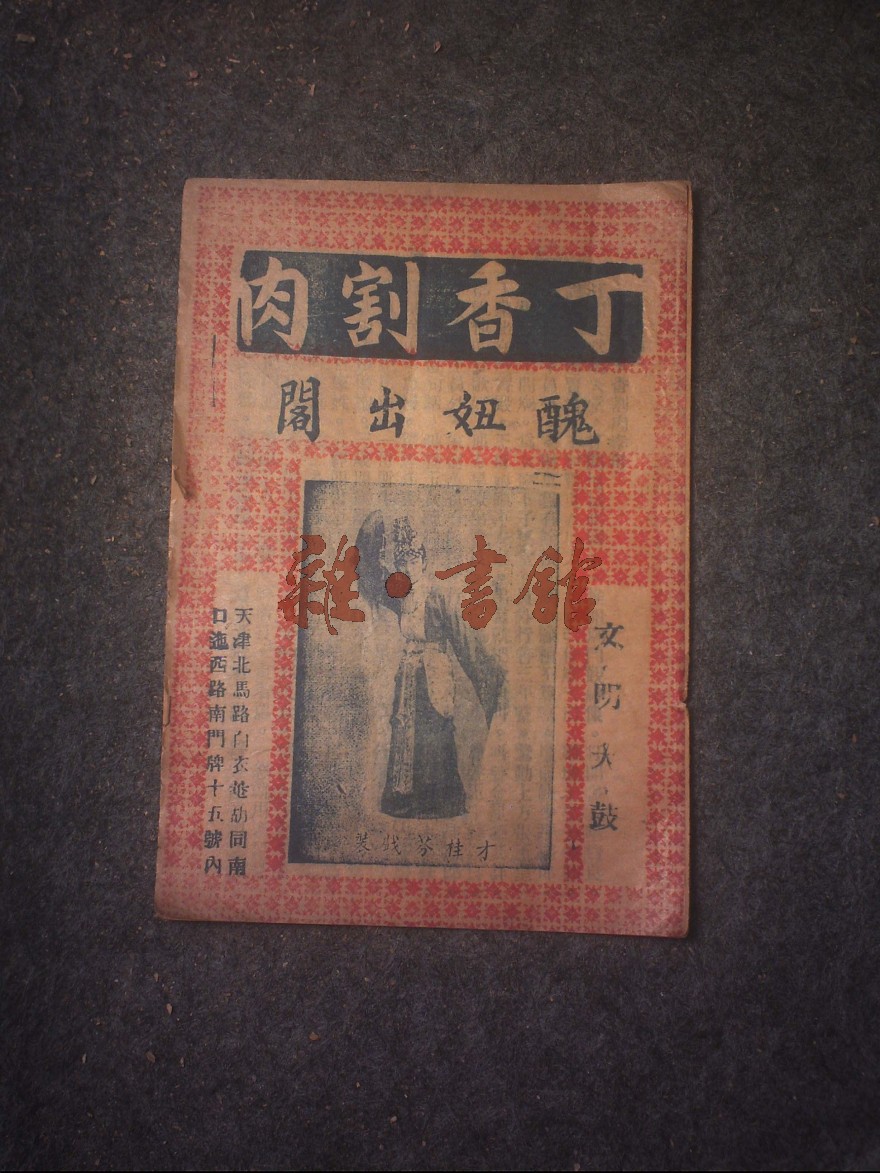 丁香割肉
醜妞出閣
文明大鼓
才桂芬戲裝
天津北馬路白衣菴胡同南
口迤西路南門牌十五號內
雜·書館